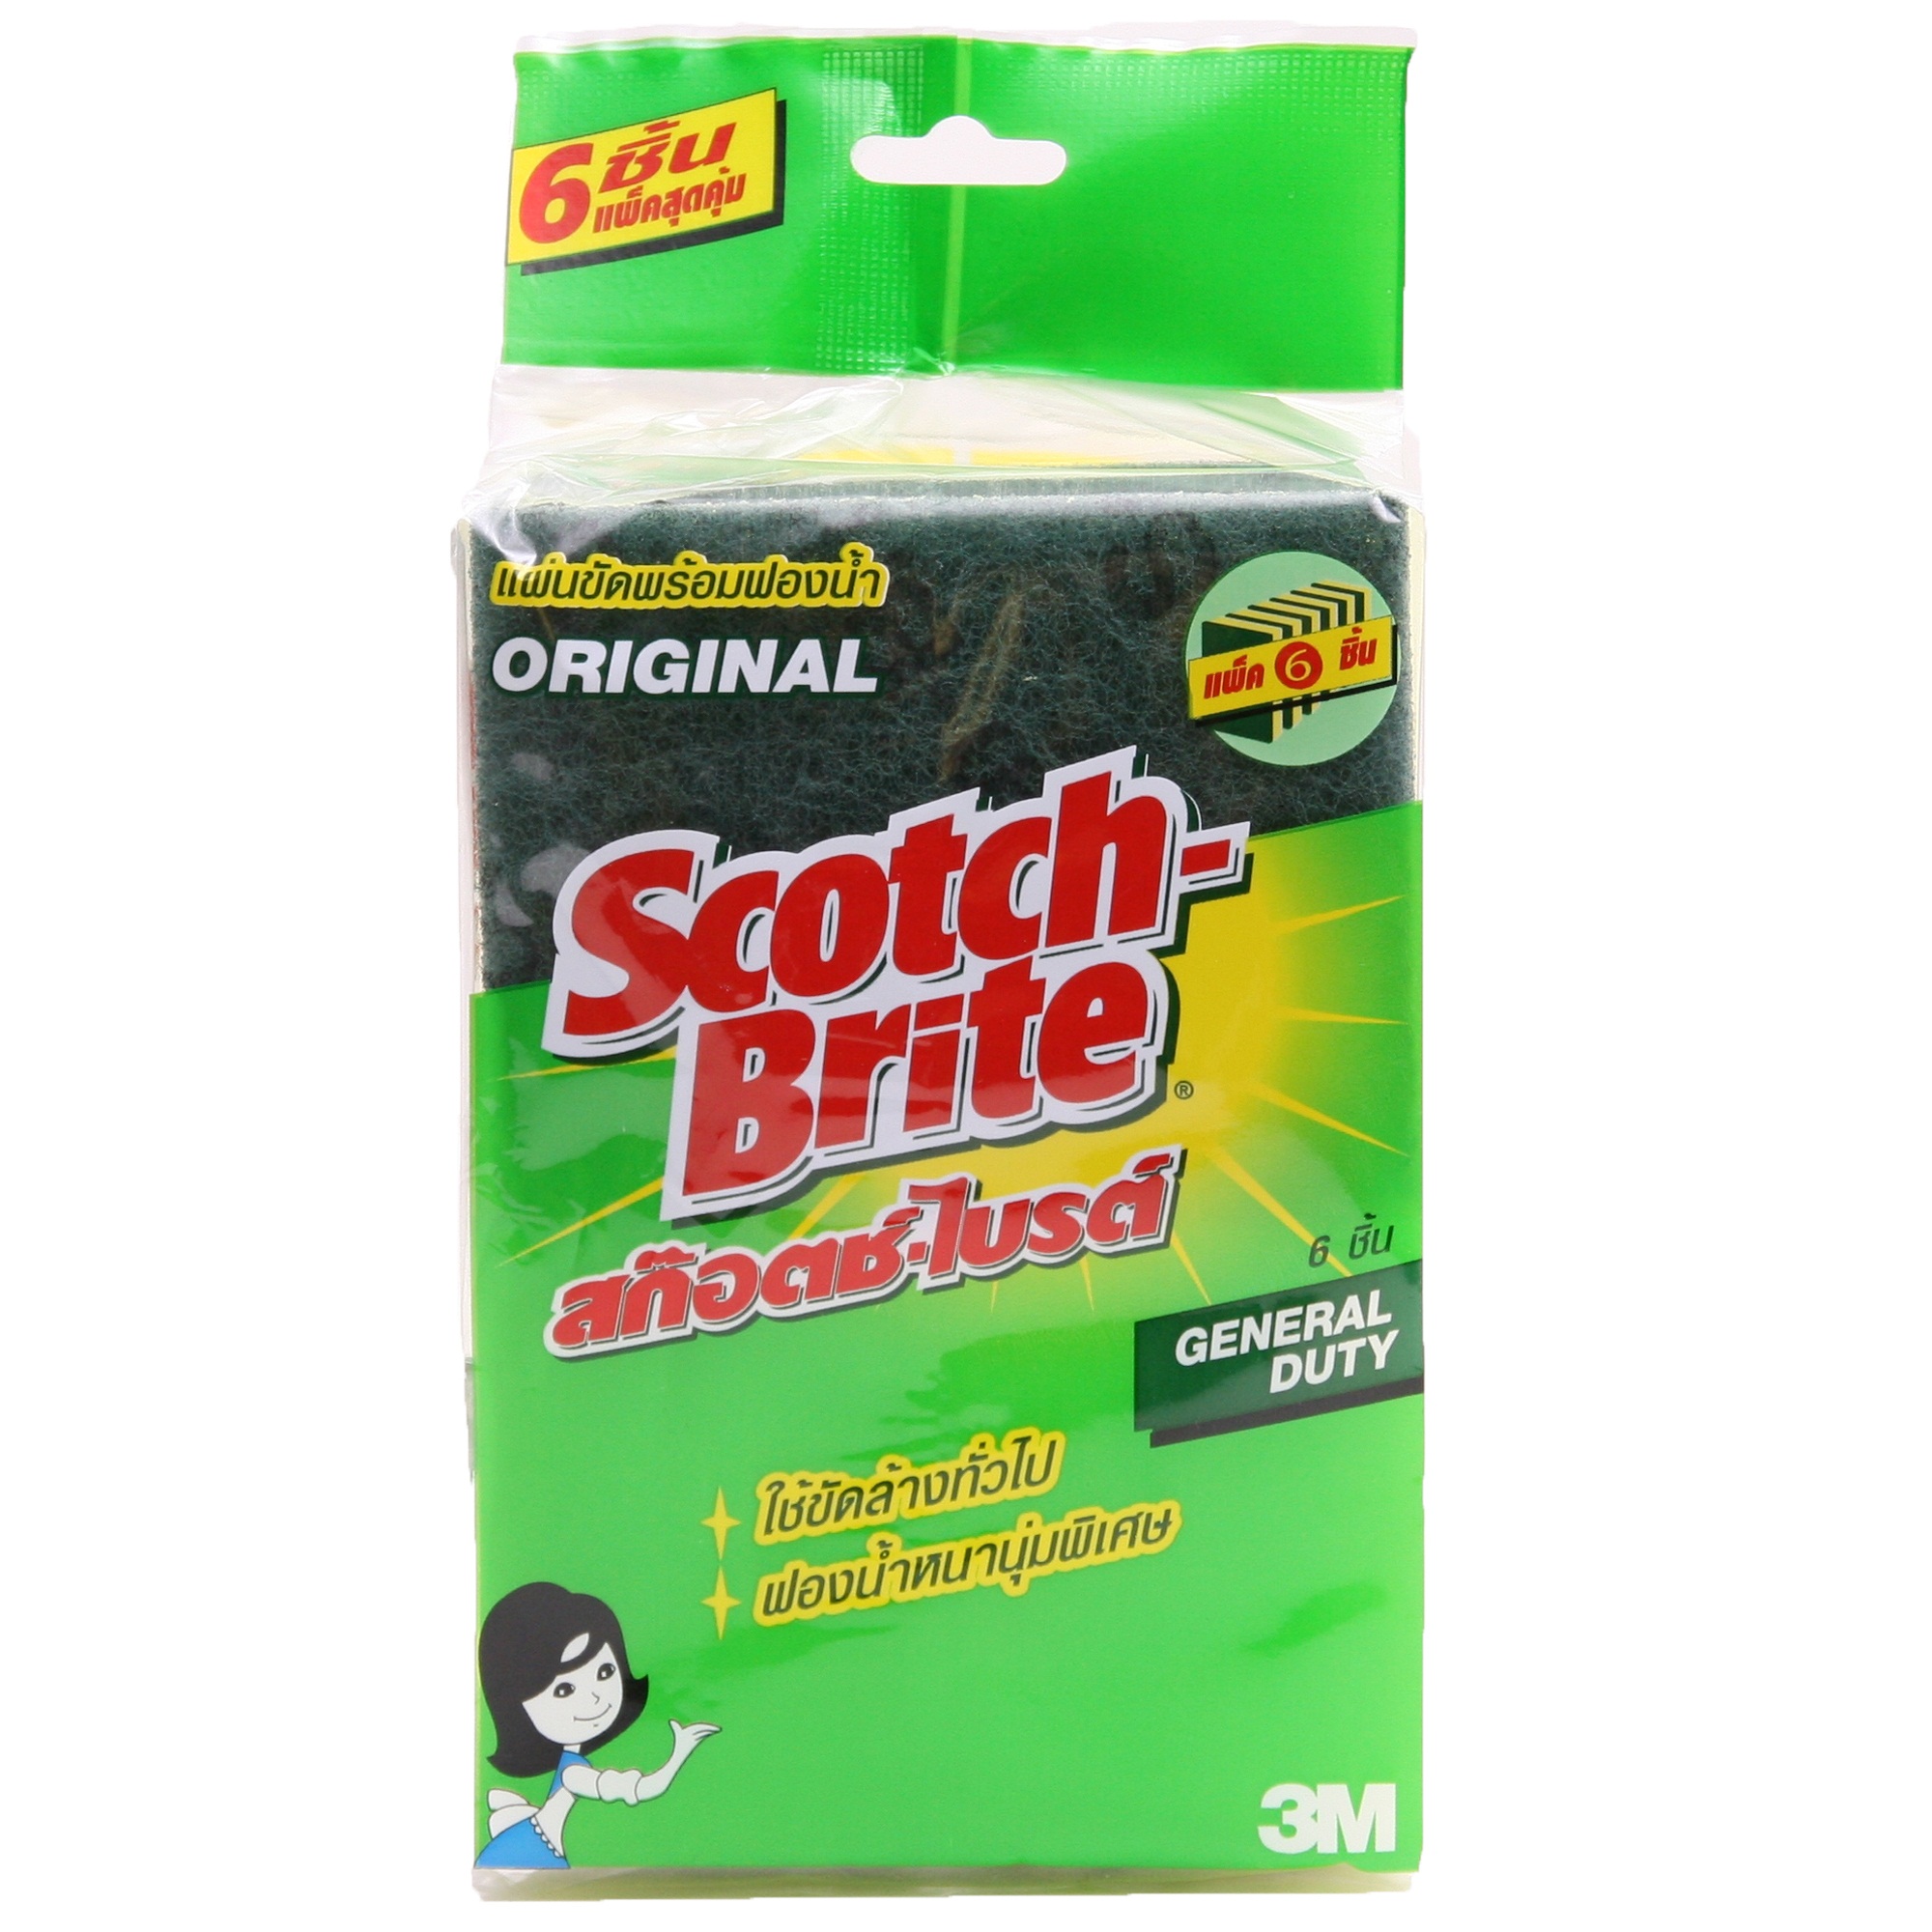 6 ชิ้น
แพ็คสุดคุ้ม
แผ่นขัดพร้อมฟองน้ำ
ORIGINAL
แพ็ค 6 ชิ้น
Scotch-
Brite®
สก๊อตช์-ไบรต์
6 ชิ้น
GENERAL
DUTY
ใช้ขัดล้างทั่วไป
ฟองน้ำหนานุ่มพิเศษ
3M